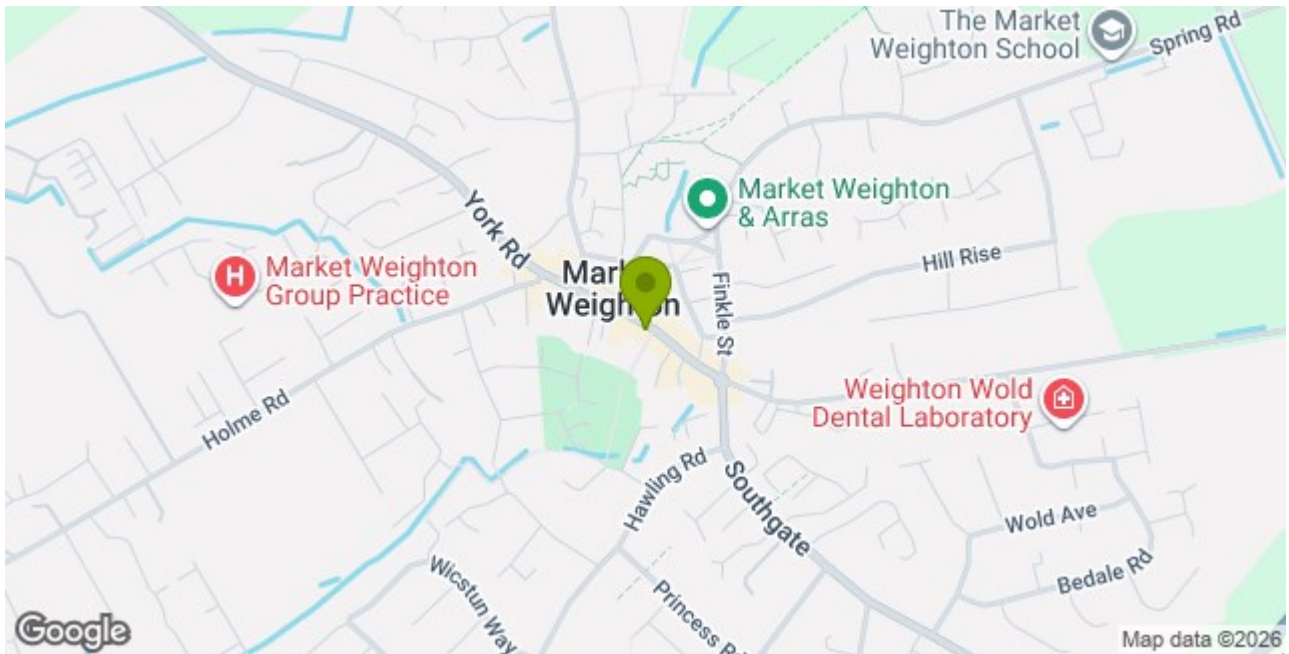 The Market
Weighton School
Spring Rd
Market Weighton
& Arras
York Rd
Hill Rise
Market Weighton
Group Practice
Weighton
Finkle St
Weighton Wold
Dental Laboratory
Holme Rd
Hawling Rd
Southgate
Wold Ave
Bedale Rd
Wicstun Way
Princess
Google
Map data ©2026